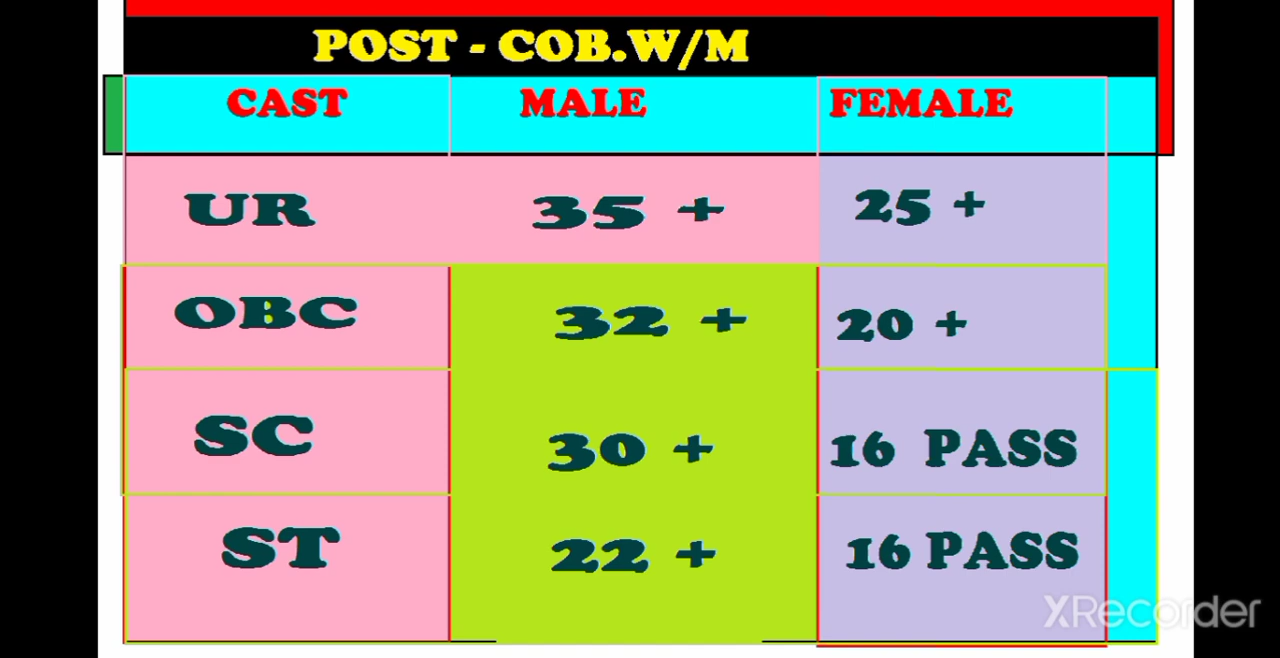 POST - COB.W/M
CAST MALE FEMALE
UR 35 + 25 +
OBC 32 + 20 +
SC 30 + 16 PASS
ST 22 + 16 PASS
XRecorder